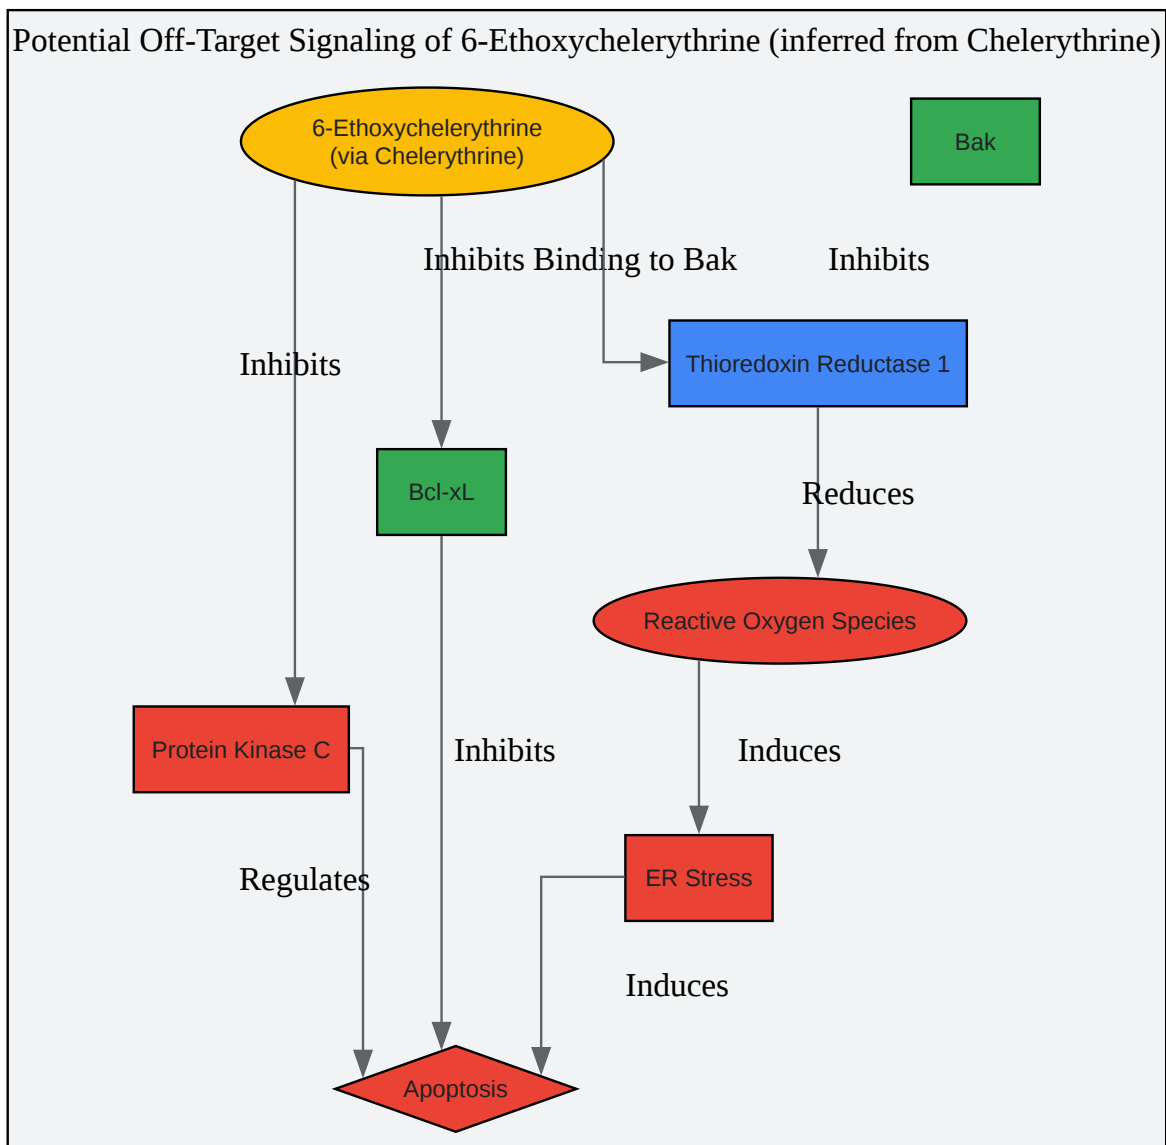 Potential Off-Target Signaling of 6-Ethoxychelerythrine (inferred from Chelerythrine)
6-Ethoxychelerythrine
(via Chelerythrine)
Bak
Inhibits Binding to Bak
Inhibits
Inhibits
Thioredoxin Reductase 1
Bcl-xL
Reduces
Reactive Oxygen Species
Protein Kinase C
Inhibits
Induces
Regulates
ER Stress
Induces
Apoptosis